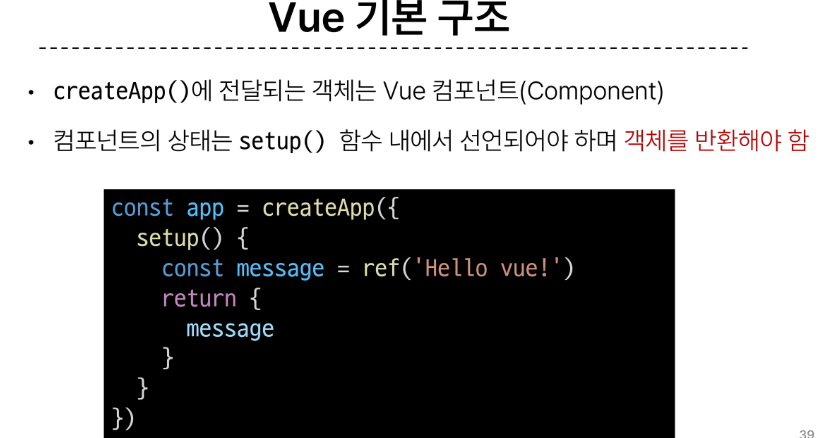 Vue 기본 구조
• createApp()에 전달되는 객체는 Vue 컴포넌트(Component)
• 컴포넌트의 상태는 setup() 함수 내에서 선언되어야 하며 객체를 반환해야 함
const app = createApp({
  setup() {
    const message = ref('Hello vue!')
    return {
      message
    }
  }
})
39